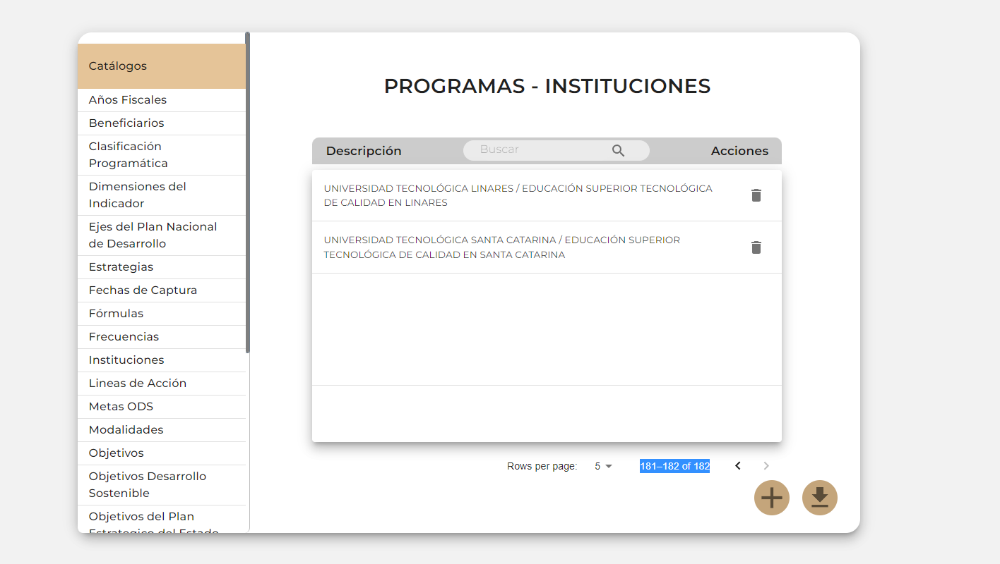 Catálogos
Años Fiscales
Beneficiarios
Clasificación
Programática
Dimensiones del
Indicador
Ejes del Plan Nacional
de Desarrollo
Estrategias
Fechas de Captura
Fórmulas
Frecuencias
Instituciones
Lineas de Acción
Metas ODS
Modalidades
Objetivos
Objetivos Desarrollo
Sostenible
Objetivos del Plan
Estrategico del Estado
PROGRAMAS - INSTITUCIONES
Descripción Buscar Acciones
UNIVERSIDAD TECNOLÓGICA LINARES / EDUCACIÓN SUPERIOR TECNOLÓGICA
DE CALIDAD EN LINARES
UNIVERSIDAD TECNOLÓGICA SANTA CATARINA / EDUCACIÓN SUPERIOR
TECNOLÓGICA DE CALIDAD EN SANTA CATARINA
Rows per page: 5 181–182 of 182